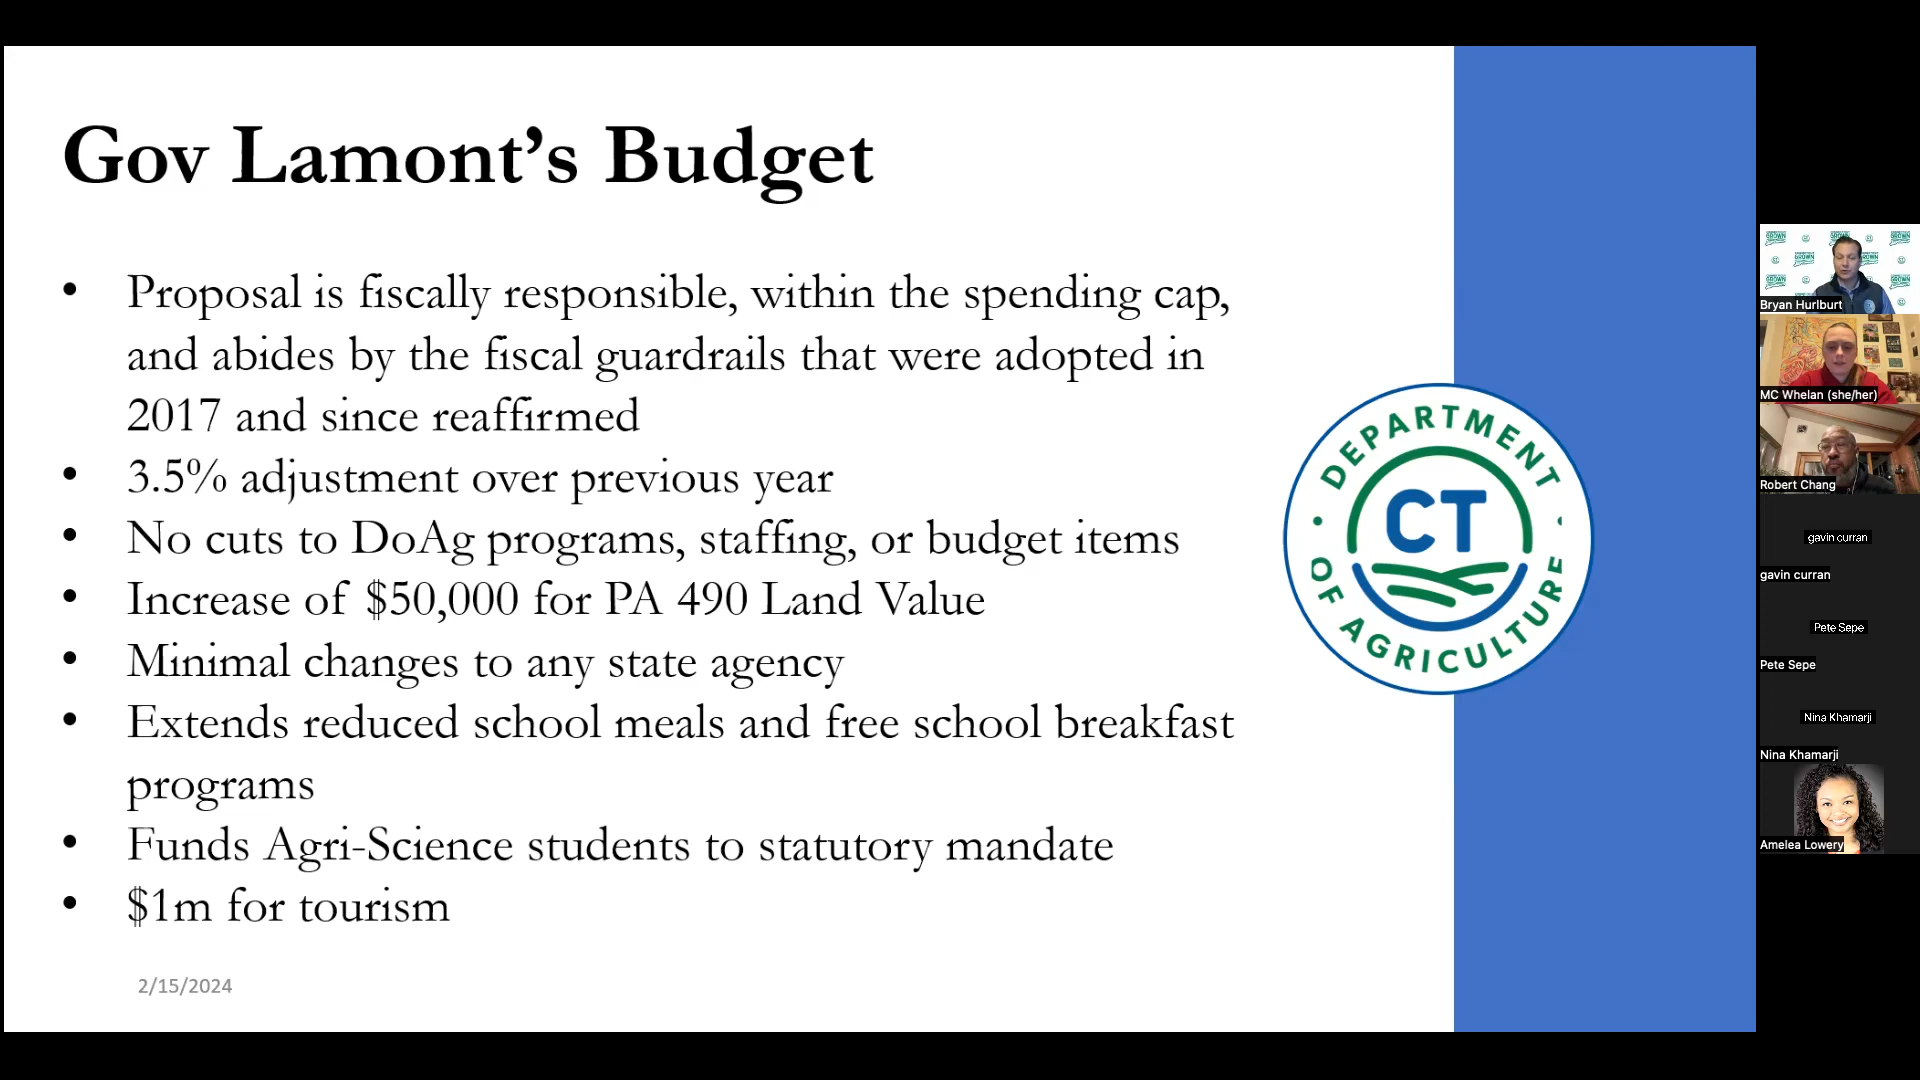 Gov Lamont’s Budget
• Proposal is fiscally responsible, within the spending cap,
and abides by the fiscal guardrails that were adopted in
2017 and since reaffirmed
• 3.5% adjustment over previous year
• No cuts to DoAg programs, staffing, or budget items
• Increase of $50,000 for PA 490 Land Value
• Minimal changes to any state agency
• Extends reduced school meals and free school breakfast
programs
• Funds Agri-Science students to statutory mandate
• $1m for tourism
2/15/2024
DEPARTMENT
CT
OF AGRICULTURE
Bryan Hurlburt
MC Whelan (she/her)
Robert Chang
gavin curran
gavin curran
Pete Sepe
Pete Sepe
Nina Khamarji
Nina Khamarji
Amelea Lowery